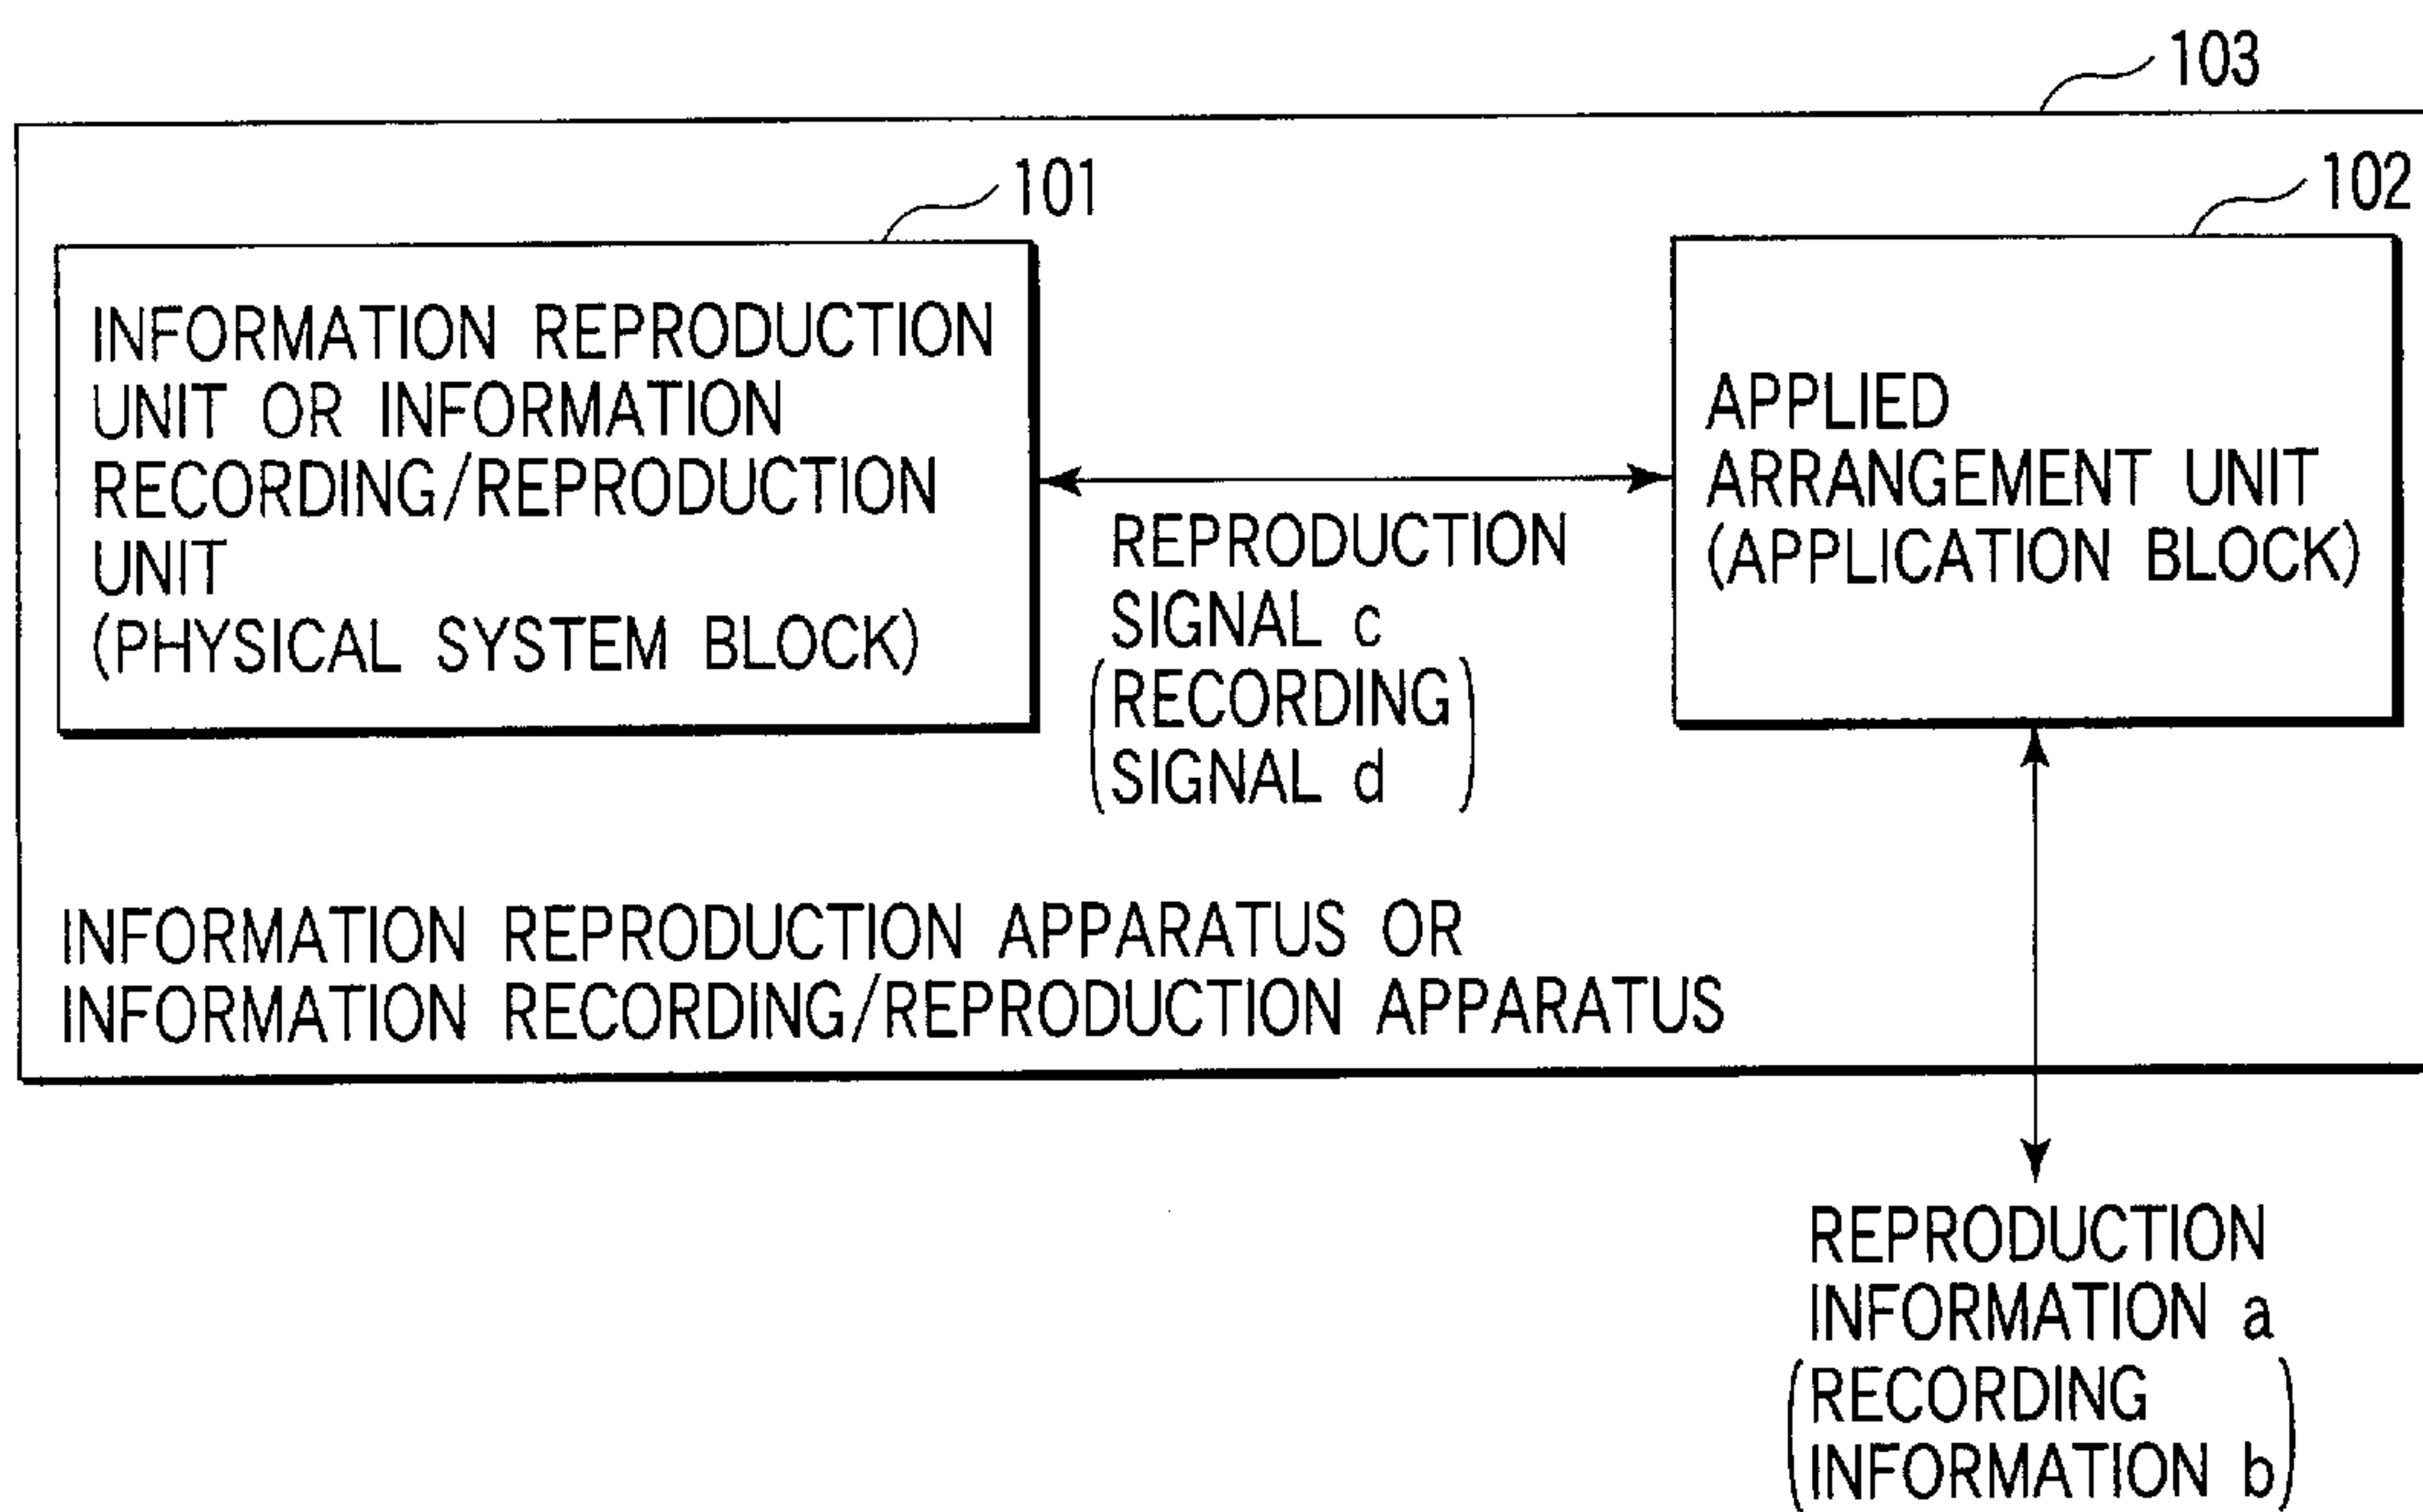 103
101
102
INFORMATION REPRODUCTION
UNIT OR INFORMATION
RECORDING/REPRODUCTION
UNIT
(PHYSICAL SYSTEM BLOCK)
REPRODUCTION
SIGNAL c
(RECORDING
SIGNAL d)
APPLIED
ARRANGEMENT UNIT
(APPLICATION BLOCK)
INFORMATION REPRODUCTION APPARATUS OR
INFORMATION RECORDING/REPRODUCTION APPARATUS
REPRODUCTION
INFORMATION a
(RECORDING
INFORMATION b)